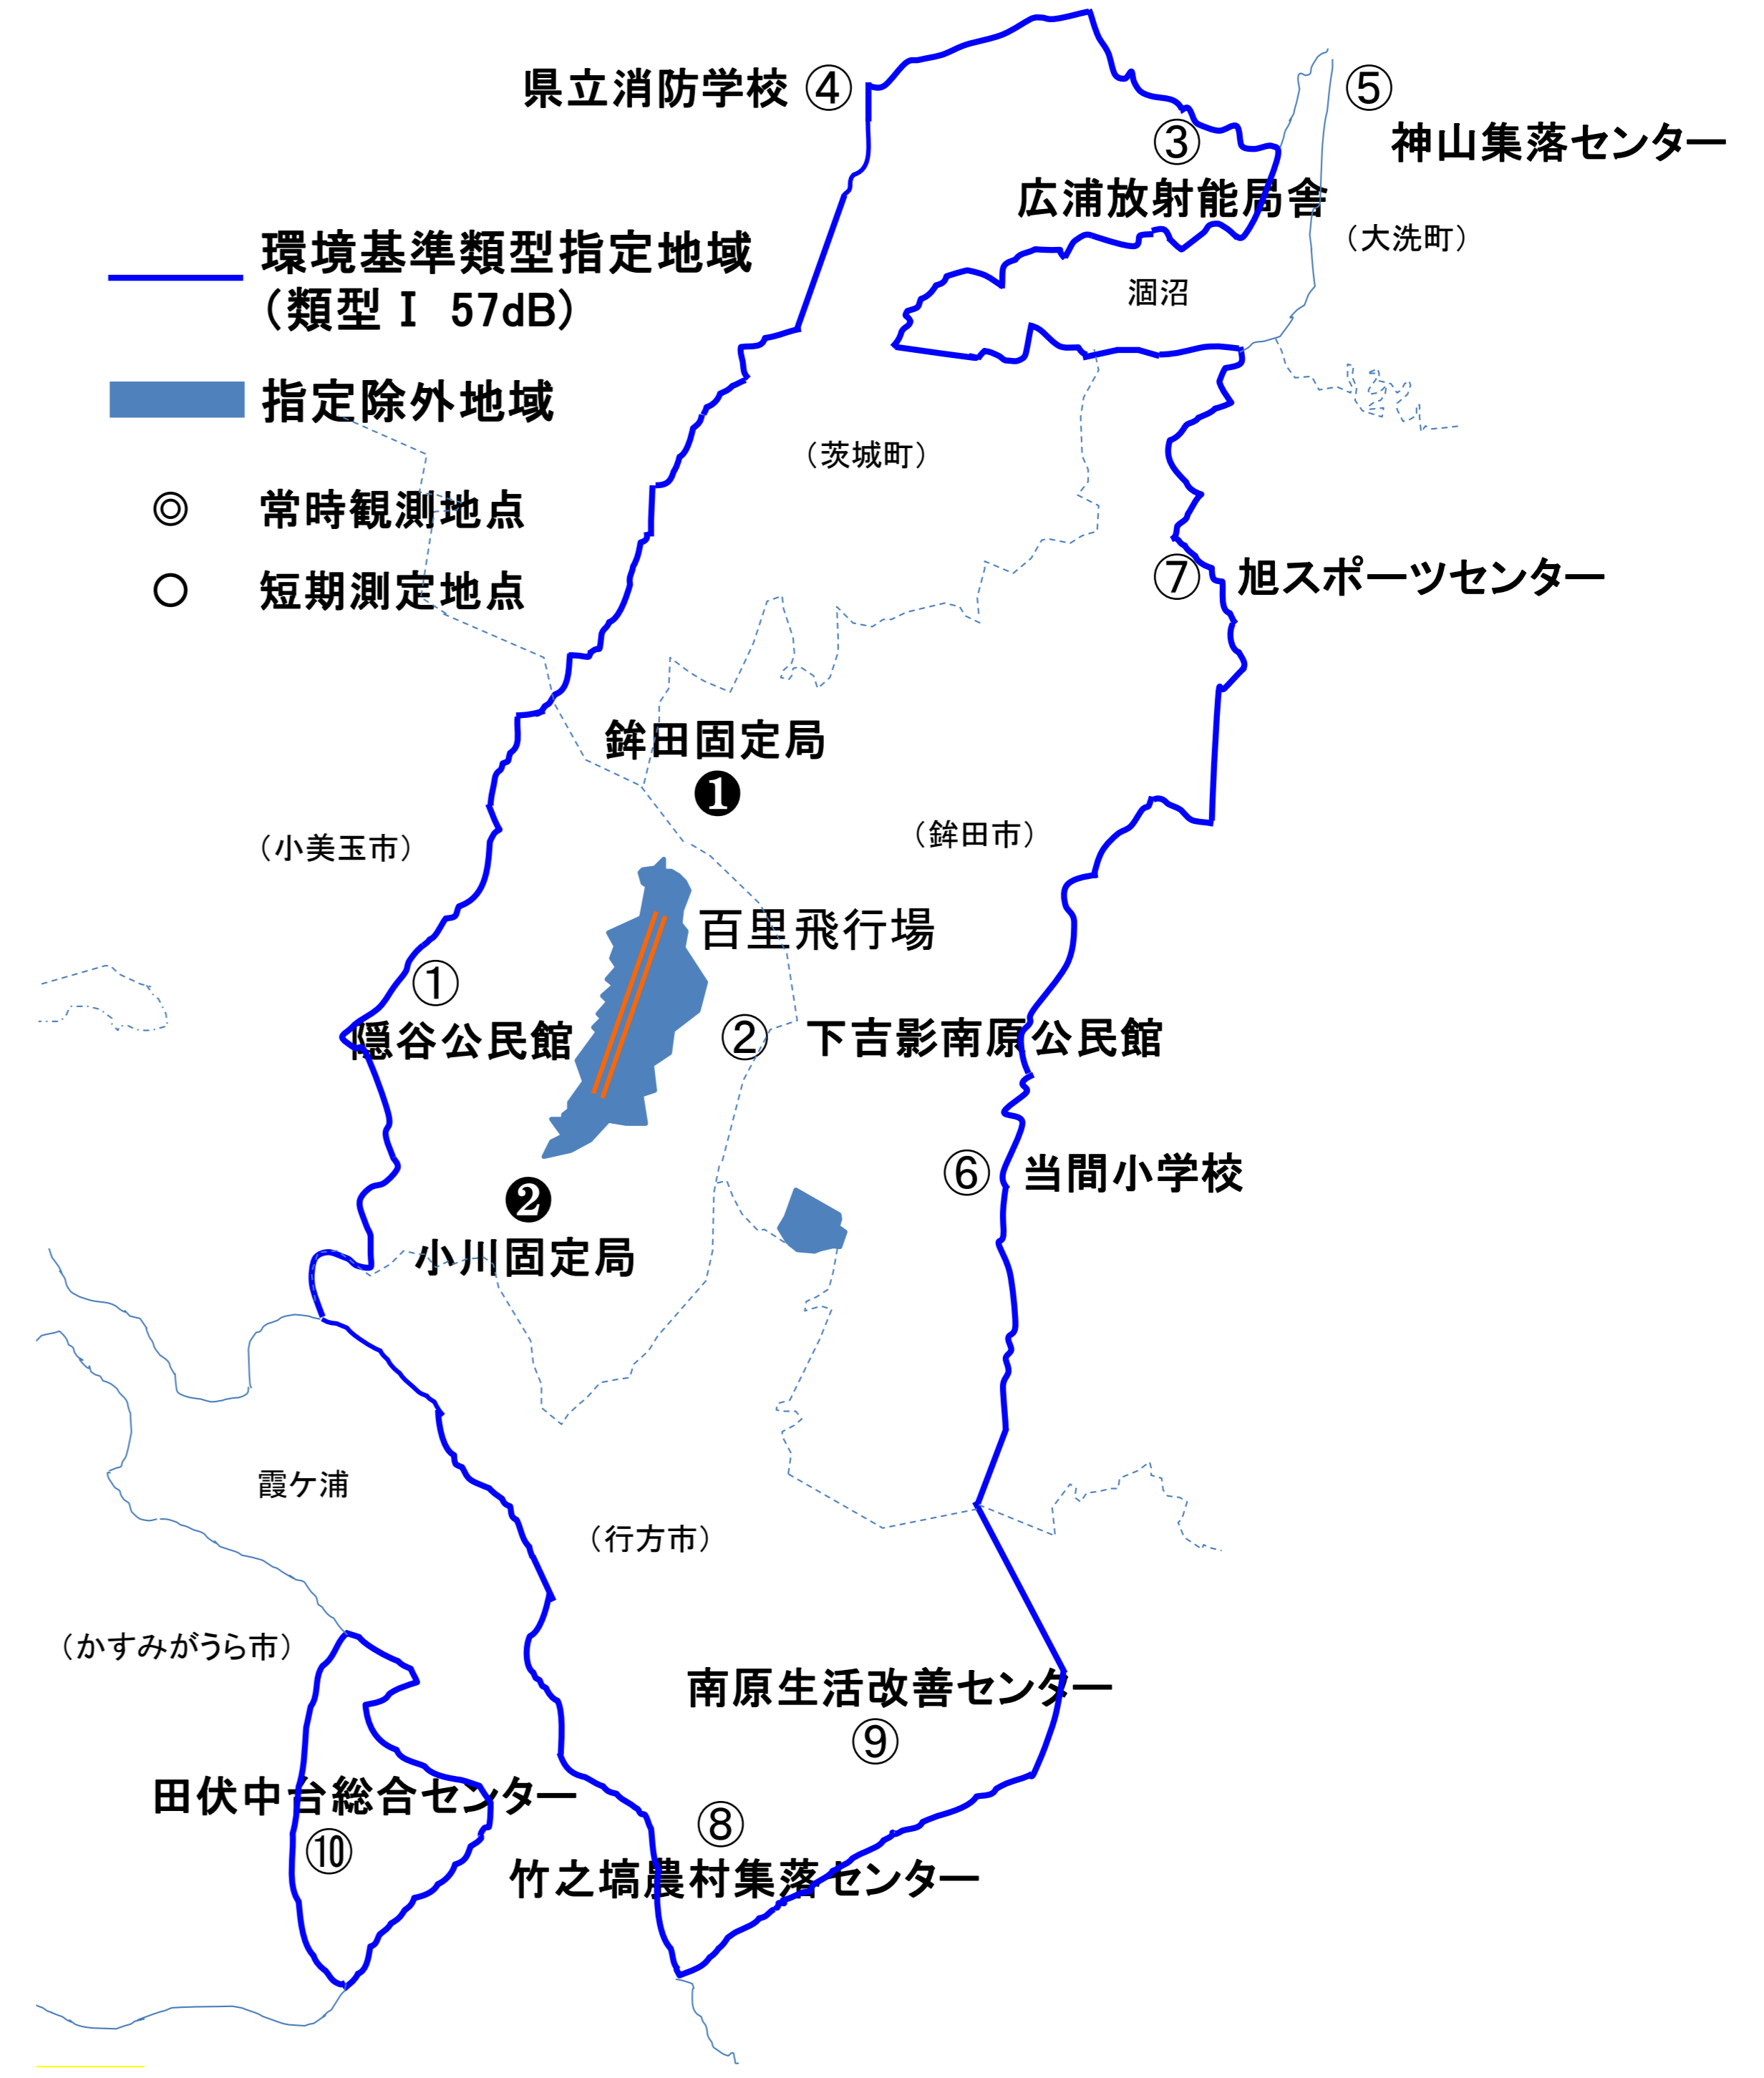 県立消防学校 ④
⑤
神山集落センター
③
広浦放射能局舎
(大洗町)
環境基準類型指定地域
(類型Ⅰ 57dB)
涸沼
指定除外地域
(茨城町)
◎ 常時観測地点
○ 短期測定地点
⑦ 旭スポーツセンター
鉾田固定局
❶
(小美玉市)
(鉾田市)
百里飛行場
①
隠谷公民館
② 下吉影南原公民館
⑥ 当間小学校
❷
小川固定局
霞ケ浦
(行方市)
(かすみがうら市)
南原生活改善センター
⑨
田伏中台総合センター
⑩
⑧
竹之塙農村集落センター